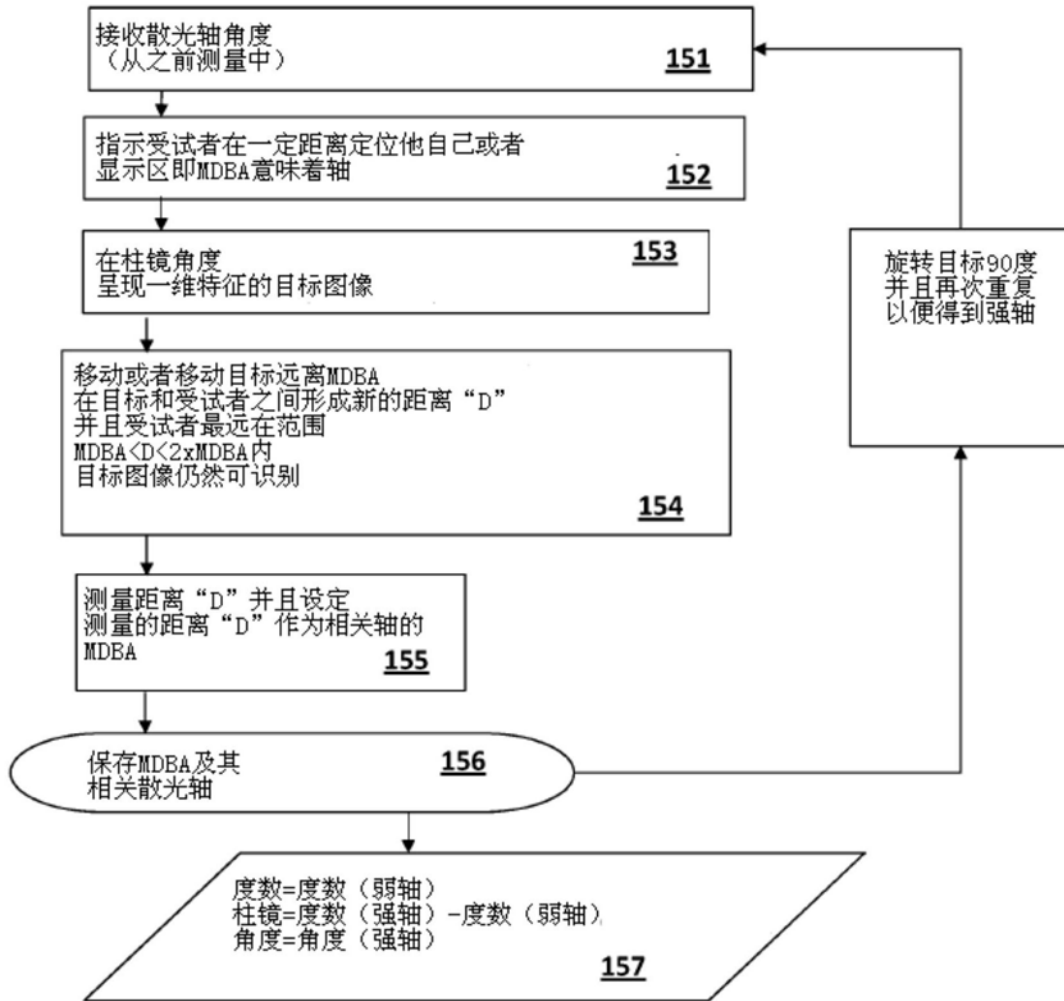 接收散光轴角度
（从之前测量中）
151
指示受试者在一定距离定位他自己或者
显示区即MDBA意味着轴
152
在柱镜角度
呈现一维特征的目标图像
153
移动或者移动目标远离MDBA
在目标和受试者之间形成新的距离“D”
并且受试者最远在范围
MDBA<D<2xMDBA内
目标图像仍然可识别
154
测量距离“D”并且设定
测量的距离“D”作为相关轴的
MDBA
155
保存MDBA及其
相关散光轴
156
旋转目标90度
并且再次重复
以便得到强轴
度数=度数（弱轴）
柱镜=度数（强轴）-度数（弱轴）
角度=角度（强轴）
157